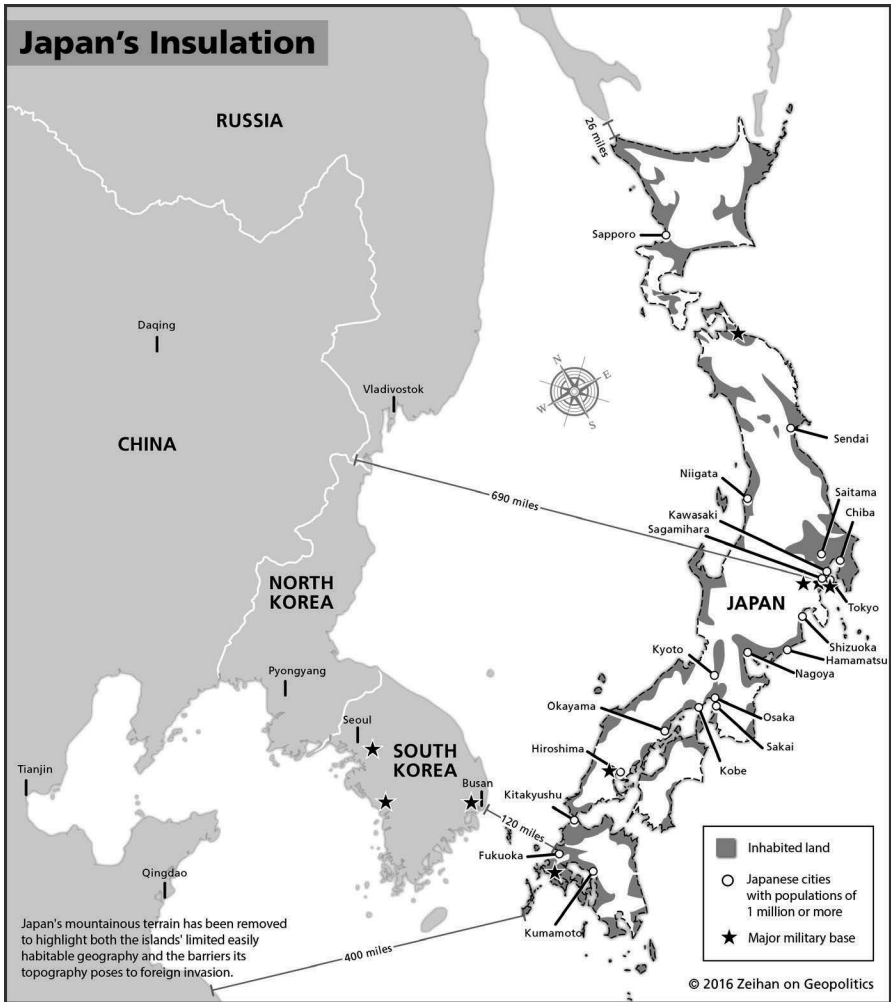 Japan's Insulation
RUSSIA
26 miles
Sapporo
Daqing
Vladivostok
N
E
W
S
CHINA
Sendai
Niigata
690 miles
Saitama
Kawasaki
Chiba
Sagamihara
NORTH
KOREA
JAPAN
Tokyo
Shizuoka
Kyoto
Hamamatsu
Nagoya
Pyongyang
Okayama
Osaka
Seoul
Sakai
Hiroshima
SOUTH
KOREA
Kobe
Tianjin
Busan
Kitakyushu
120 miles
Fukuoka
Qingdao
Kumamoto
400 miles
Japan's mountainous terrain has been removed
to highlight both the islands' limited easily
habitable geography and the barriers its
topography poses to foreign invasion.
Inhabited land
Japanese cities
with populations of
1 million or more
Major military base
© 2016 Zeihan on Geopolitics